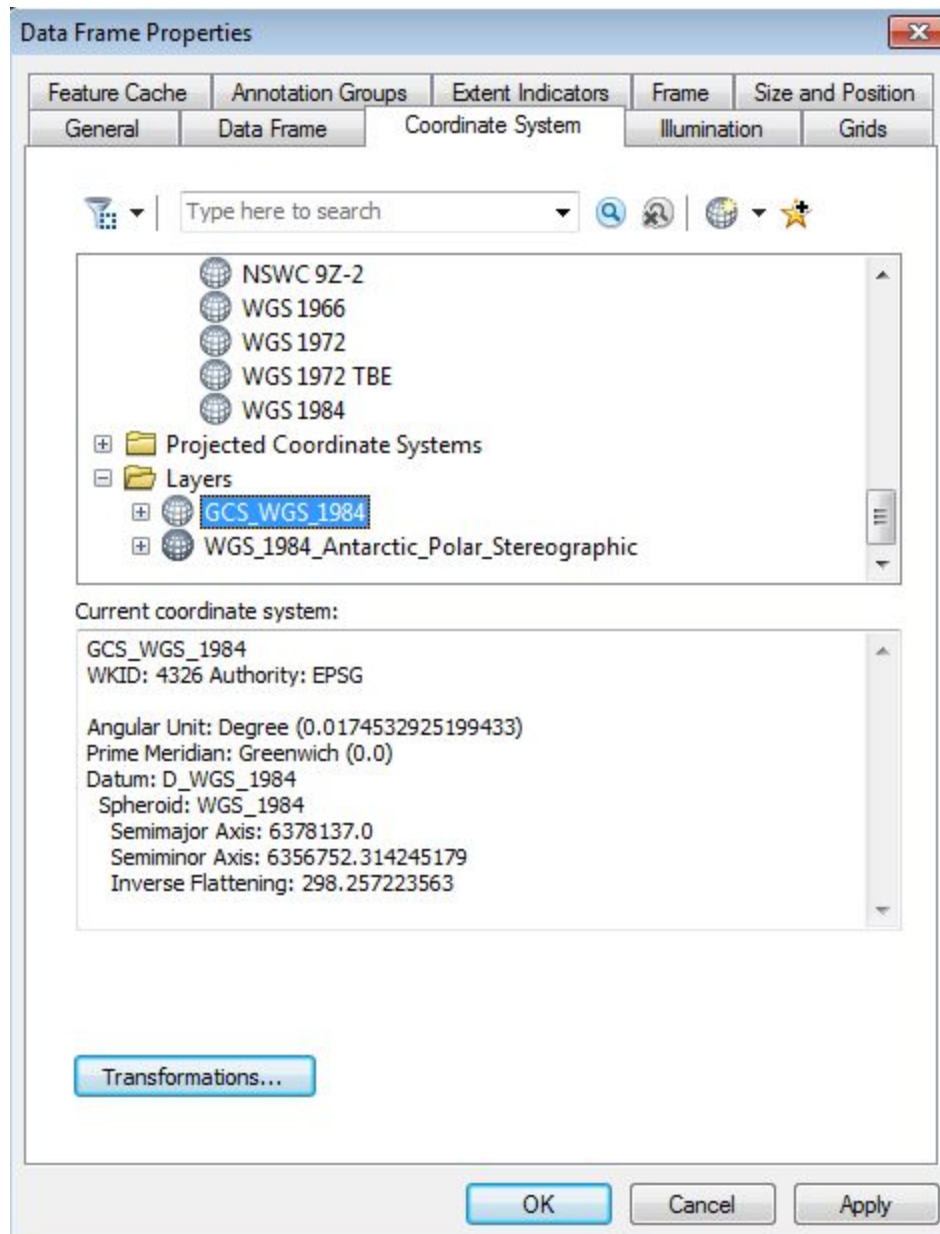 Data Frame Properties
Feature Cache Annotation Groups Extent Indicators Frame Size and Position
General Data Frame Coordinate System Illumination Grids
Type here to search
NSWC 9Z-2
WGS 1966
WGS 1972
WGS 1972 TBE
WGS 1984
Projected Coordinate Systems
Layers
GCS_WGS_1984
WGS_1984_Antarctic_Polar_Stereographic
Current coordinate system:
GCS_WGS_1984
WKID: 4326 Authority: EPSG
Angular Unit: Degree (0.0174532925199433)
Prime Meridian: Greenwich (0.0)
Datum: D_WGS_1984
Spheroid: WGS_1984
Semimajor Axis: 6378137.0
Semiminor Axis: 6356752.314245179
Inverse Flattening: 298.257223563
Transformations...
OK Cancel Apply